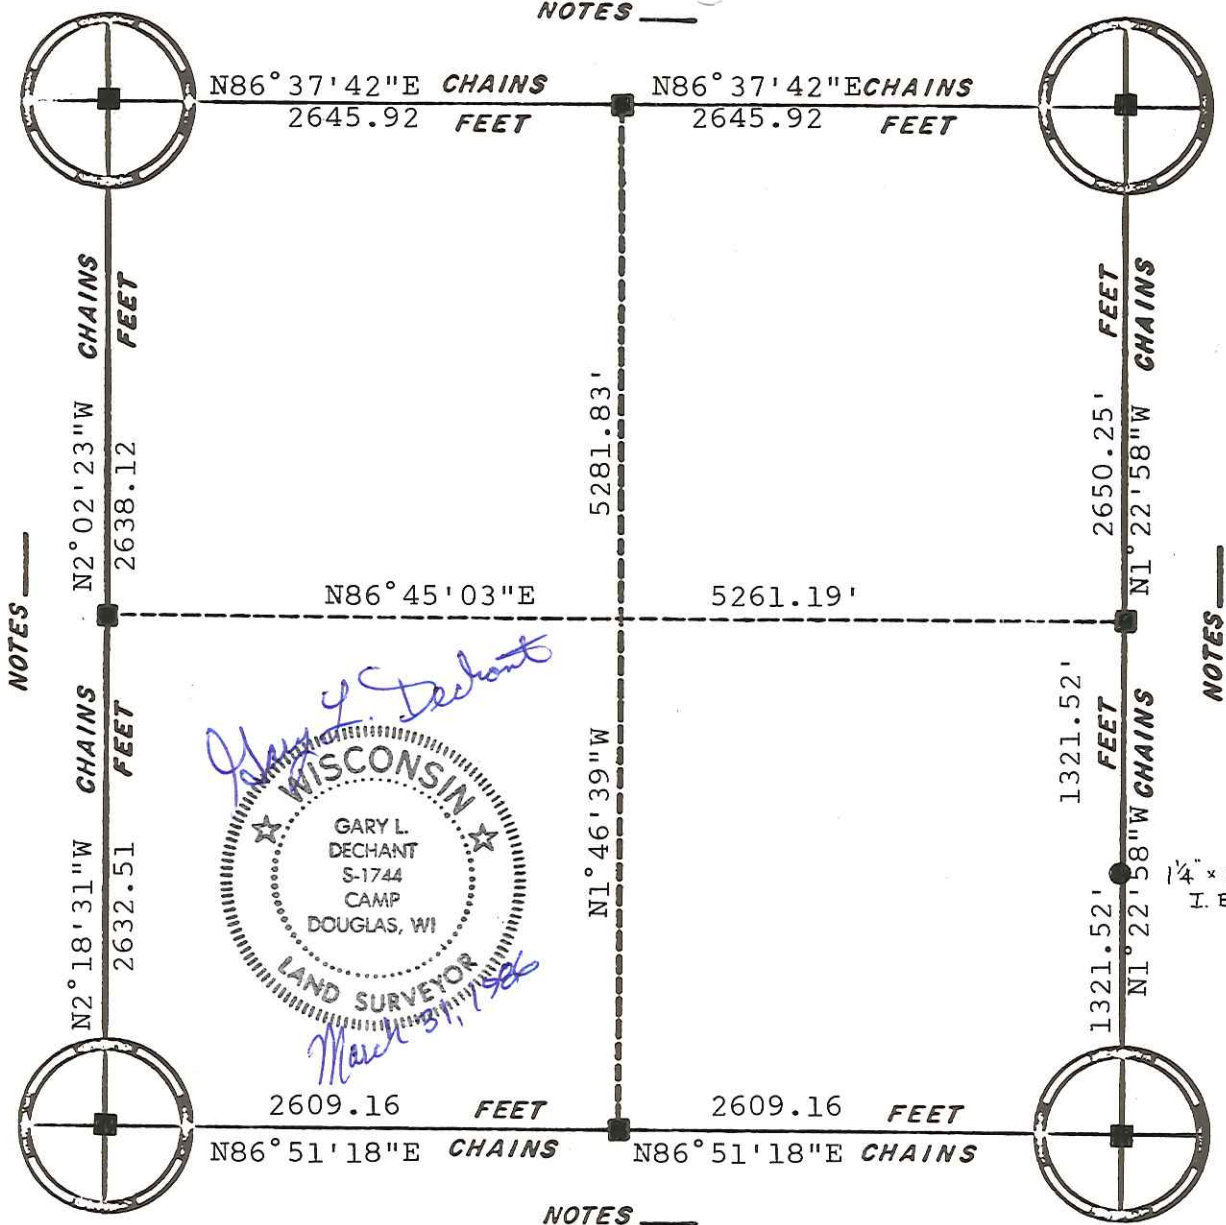 NOTES
N86°37'42"E CHAINS
2645.92 FEET
N86°37'42"E CHAINS
2645.92 FEET
CHAINS
FEET
N2°02'23"W
2638.12
5281.83'
FEET
CHAINS
2650.25'
N1°22'58"W
NOTES
N86°45'03"E 5261.19'
NOTES
CHAINS
FEET
N2°18'31"W
2632.51
Gary L. Dechant
WISCONSIN
GARY L.
DECHANT
S-1744
CAMP
DOUGLAS, WI
LAND SURVEYOR
March 31, 1986
N1°46'39"W
1321.52'
FEET
CHAINS
1321.52'
N1°22'58"W
1¼" ×
I.
2609.16 FEET
N86°51'18"E CHAINS
2609.16 FEET
N86°51'18"E CHAINS
NOTES